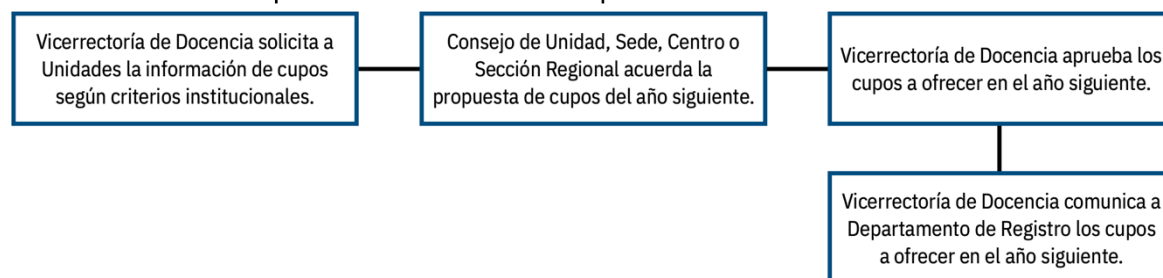 Vicerrectoría de Docencia solicita a
Unidades la información de cupos
según criterios institucionales.
Consejo de Unidad, Sede, Centro o
Sección Regional acuerda la
propuesta de cupos del año siguiente.
Vicerrectoría de Docencia aprueba los
cupos a ofrecer en el año siguiente.
Vicerrectoría de Docencia comunica a
Departamento de Registro los cupos
a ofrecer en el año siguiente.